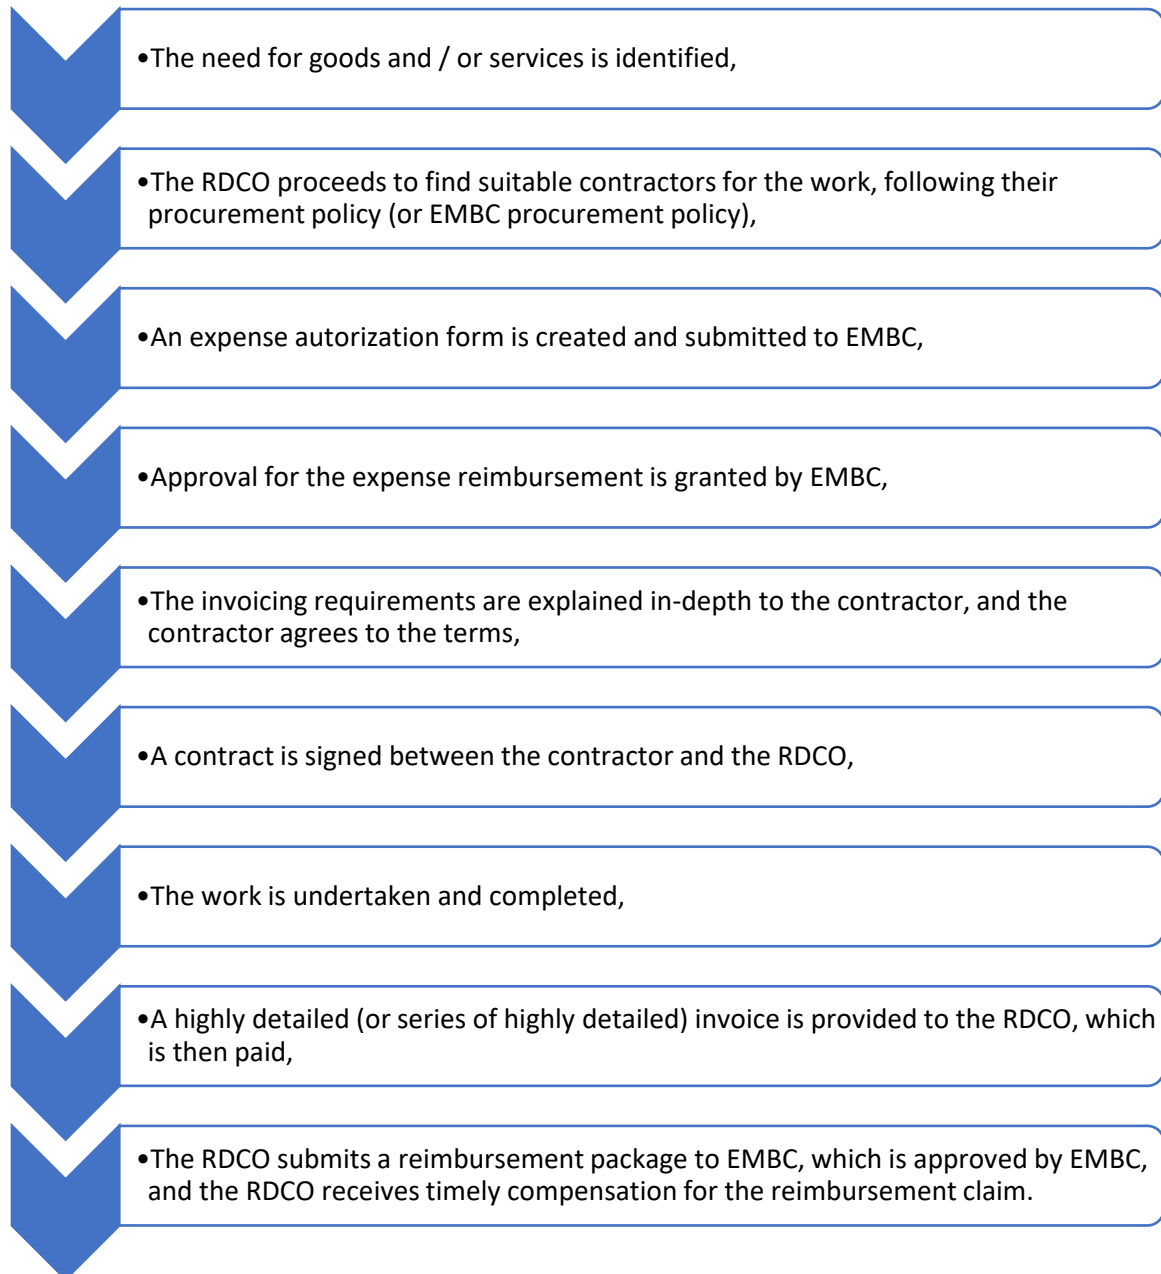 •The need for goods and / or services is identified,
•The RDCO proceeds to find suitable contractors for the work, following their
procurement policy (or EMBC procurement policy),
•An expense autorization form is created and submitted to EMBC,
•Approval for the expense reimbursement is granted by EMBC,
•The invoicing requirements are explained in-depth to the contractor, and the
contractor agrees to the terms,
•A contract is signed between the contractor and the RDCO,
•The work is undertaken and completed,
•A highly detailed (or series of highly detailed) invoice is provided to the RDCO, which
is then paid,
•The RDCO submits a reimbursement package to EMBC, which is approved by EMBC,
and the RDCO receives timely compensation for the reimbursement claim.